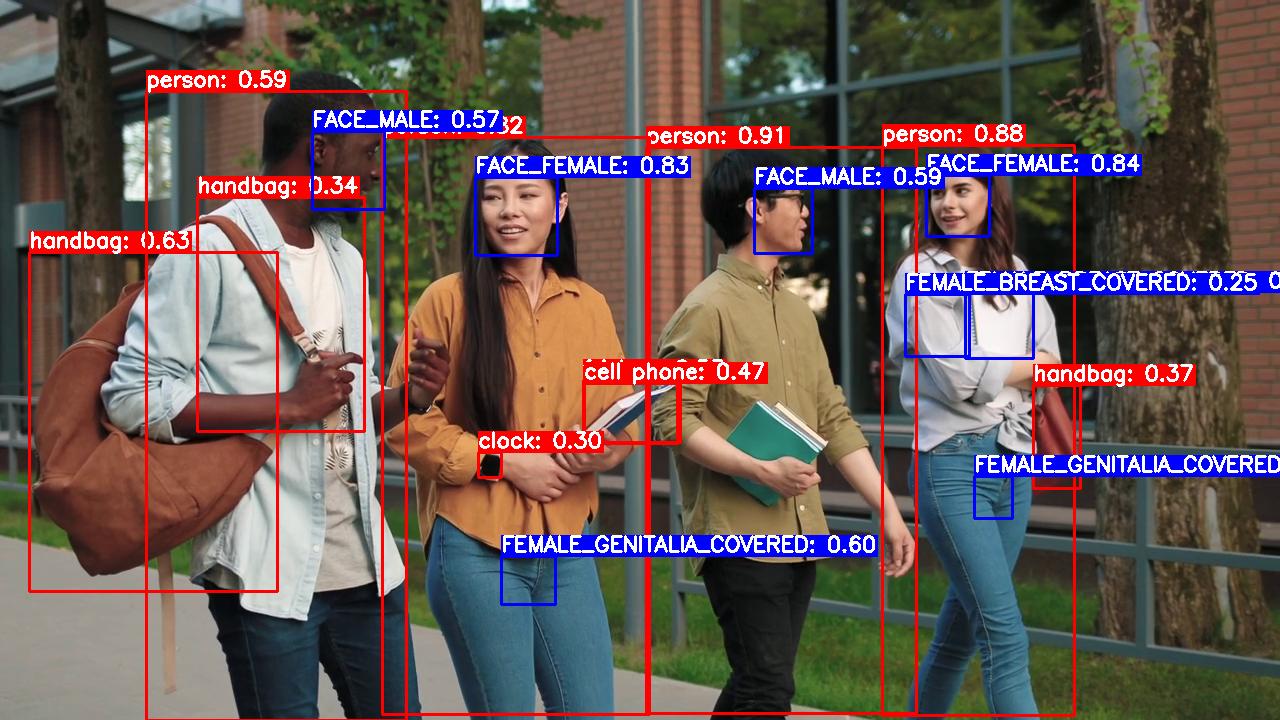 person: 0.59
FACE_MALE: 0.57
person: 0.91
person: 0.88
FACE_FEMALE: 0.83
FACE_MALE: 0.59
FACE_FEMALE: 0.84
handbag: 0.34
handbag: 0.63
FEMALE_BREAST_COVERED: 0.25
cell phone: 0.47
handbag: 0.37
clock: 0.30
FEMALE_GENITALIA_COVERED
FEMALE_GENITALIA_COVERED: 0.60